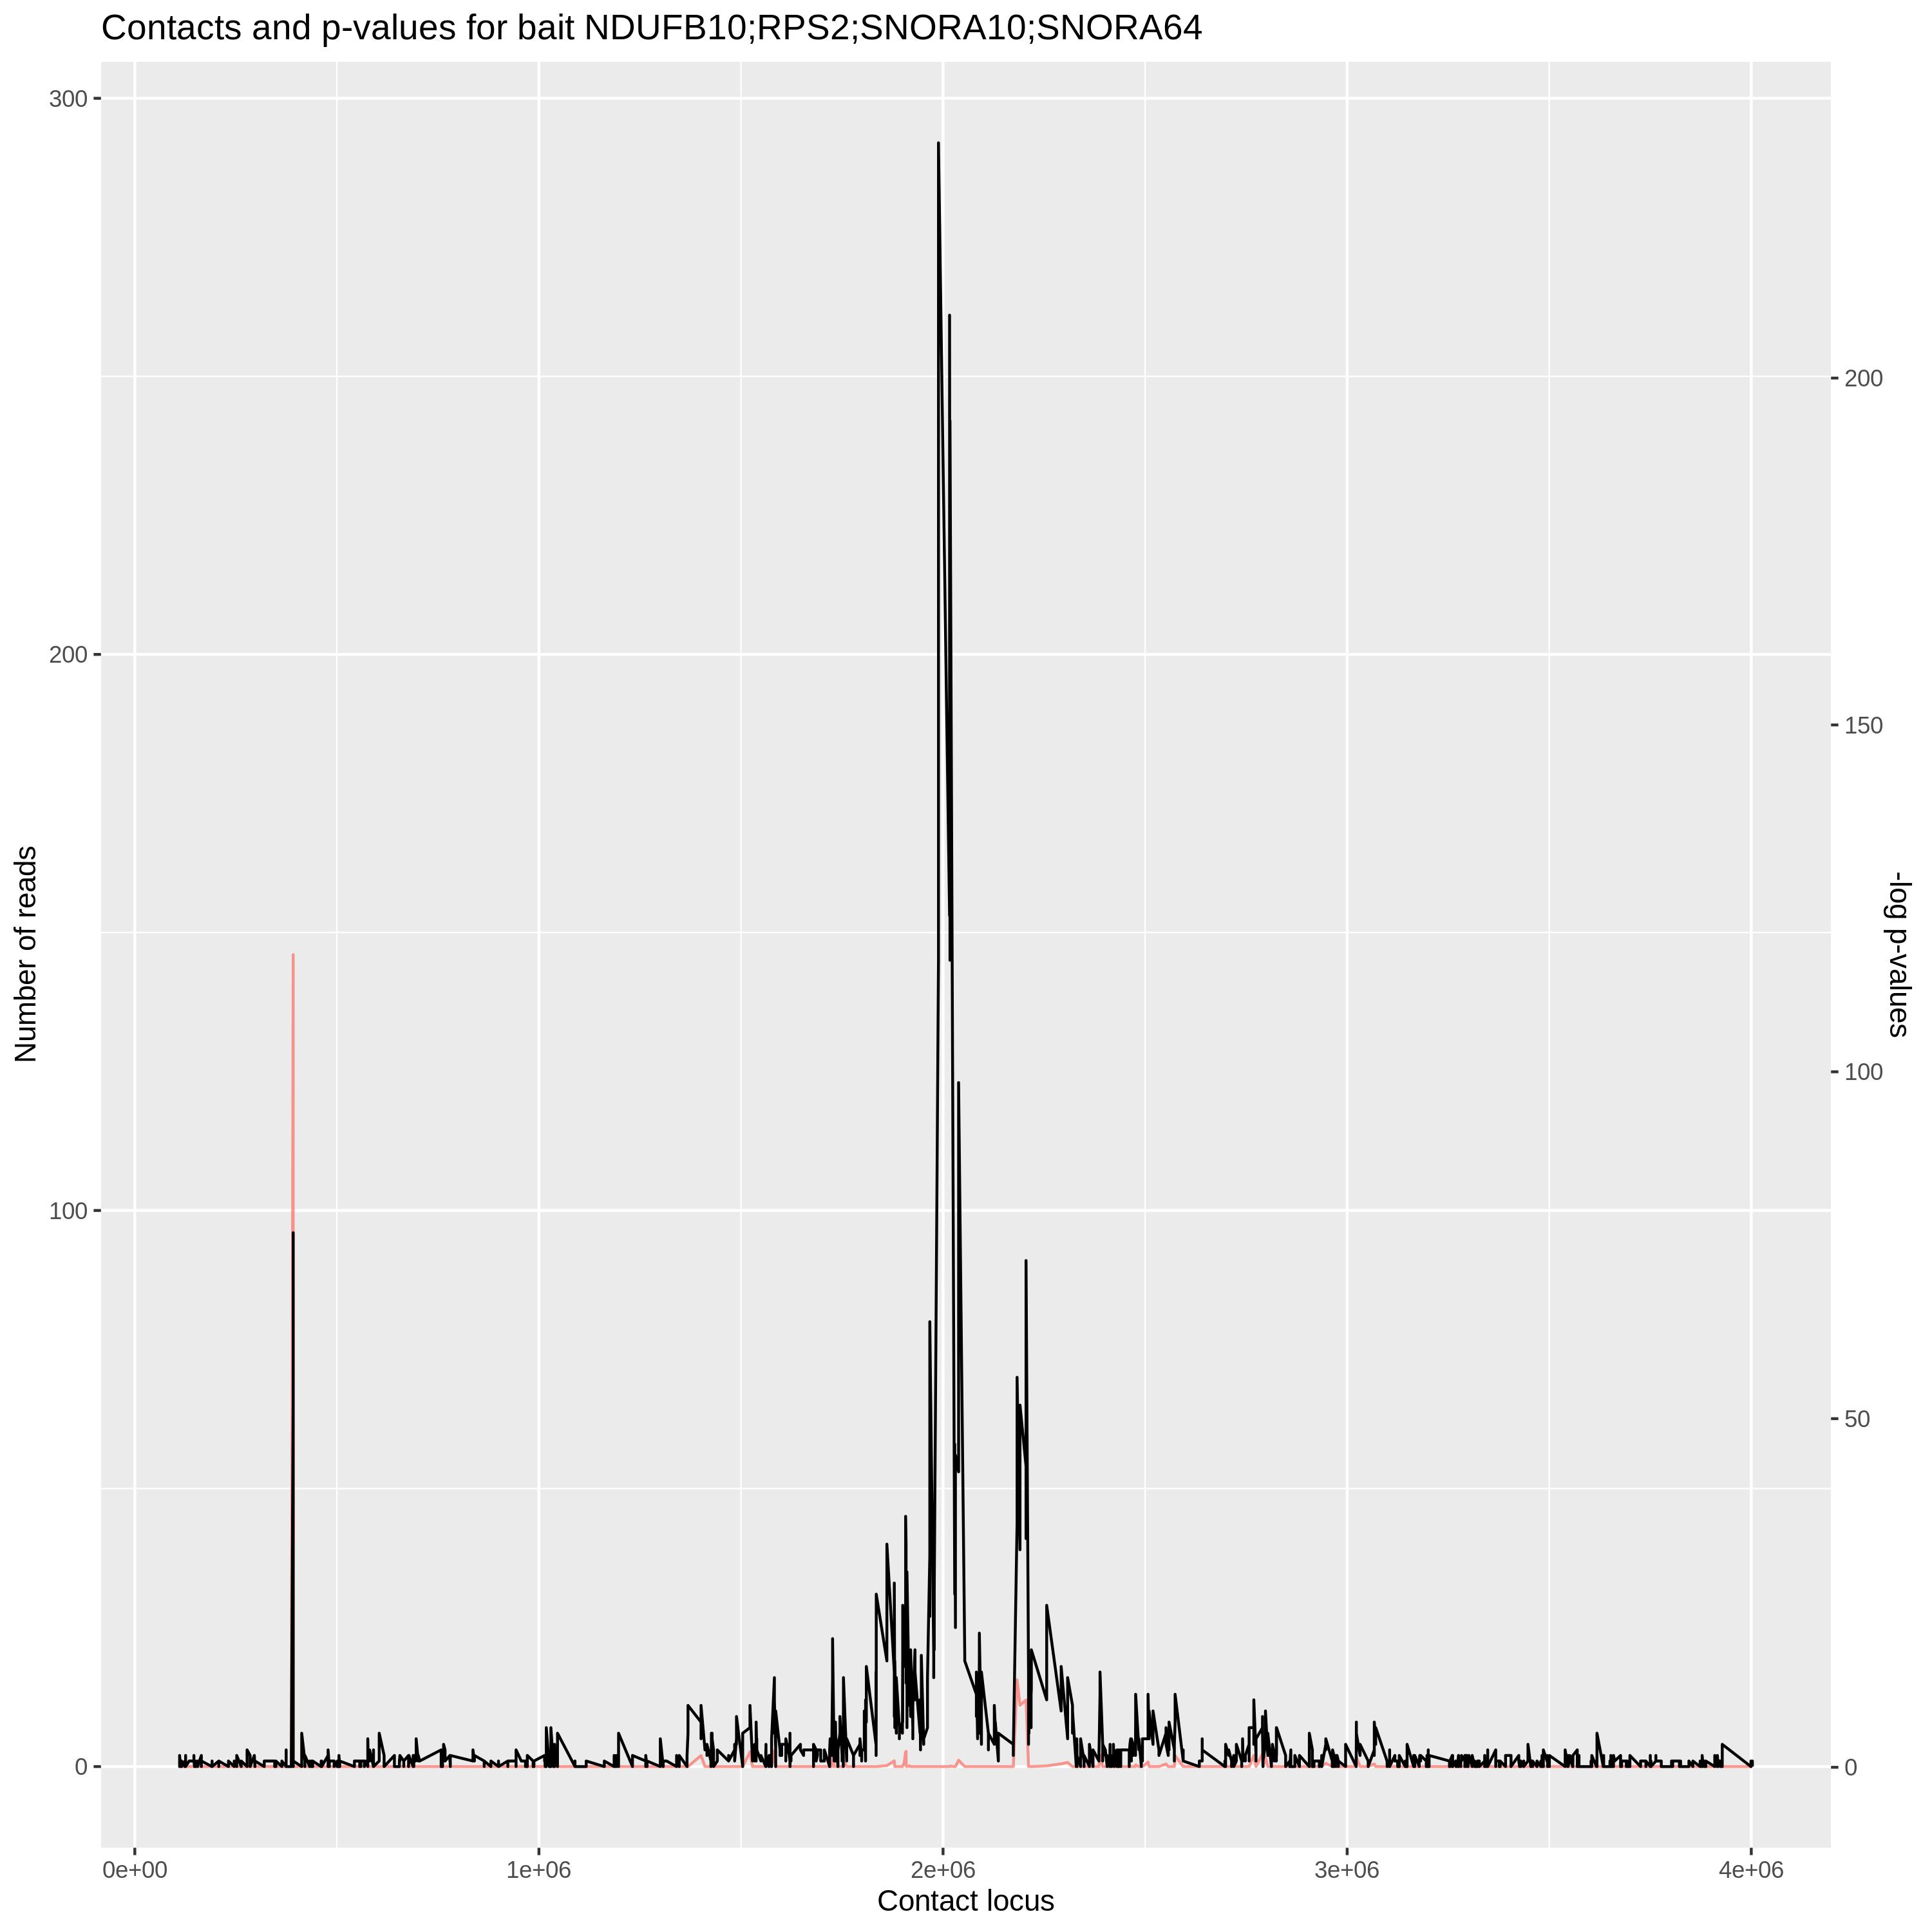 Contacts and p-values for bait NDUFB10;RPS2;SNORA10;SNORA64
300
200
100
0
Number of reads
200
150
100
50
0
-log p-values
0e+00 1e+06 2e+06 3e+06 4e+06
Contact locus